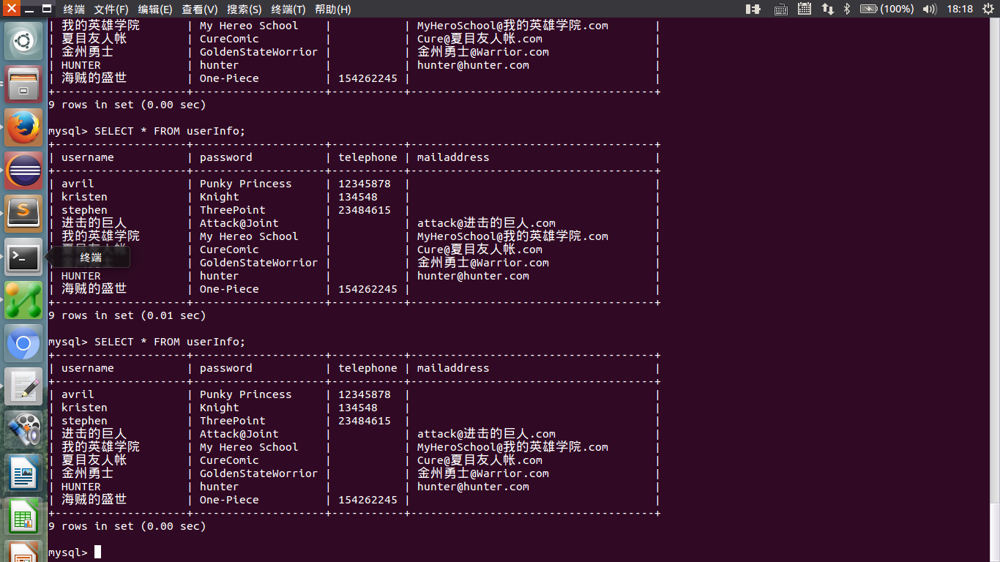 终端 文件(F) 编辑(E) 查看(V) 搜索(S) 终端(T) 帮助(H) (100%) 18:18
| 我的英雄学院 | My Hereo School | | MyHeroSchool@我的英雄学院.com |
| 夏目友人帐 | CureComic | | Cure@夏目友人帐.com |
| 金州勇士 | GoldenStateWorrior | | 金州勇士@Warrior.com |
| HUNTER | hunter | | hunter@hunter.com |
| 海贼的盛世 | One-Piece | 154262245 | |
+--------------------+--------------------+-----------+-------------------------------------+
9 rows in set (0.00 sec)
mysql> SELECT * FROM userInfo;
+--------------------+--------------------+-----------+-------------------------------------+
| username | password | telephone | mailaddress |
+--------------------+--------------------+-----------+-------------------------------------+
| avril | Punky Princess | 12345878 | |
| kristen | Knight | 134548 | |
| stephen | ThreePoint | 23484615 | |
| 进击的巨人 | Attack@Joint | | attack@进击的巨人.com |
| 我的英雄学院 | My Hereo School | | MyHeroSchool@我的英雄学院.com |
| 夏目友人帐 | CureComic | | Cure@夏目友人帐.com |
终端
| GoldenStateWorrior | | 金州勇士@Warrior.com |
| HUNTER | hunter | | hunter@hunter.com |
| 海贼的盛世 | One-Piece | 154262245 | |
+--------------------+--------------------+-----------+-------------------------------------+
9 rows in set (0.01 sec)
mysql> SELECT * FROM userInfo;
+--------------------+--------------------+-----------+-------------------------------------+
| username | password | telephone | mailaddress |
+--------------------+--------------------+-----------+-------------------------------------+
| avril | Punky Princess | 12345878 | |
| kristen | Knight | 134548 | |
| stephen | ThreePoint | 23484615 | |
| 进击的巨人 | Attack@Joint | | attack@进击的巨人.com |
| 我的英雄学院 | My Hereo School | | MyHeroSchool@我的英雄学院.com |
| 夏目友人帐 | CureComic | | Cure@夏目友人帐.com |
| 金州勇士 | GoldenStateWorrior | | 金州勇士@Warrior.com |
| HUNTER | hunter | | hunter@hunter.com |
| 海贼的盛世 | One-Piece | 154262245 | |
+--------------------+--------------------+-----------+-------------------------------------+
9 rows in set (0.00 sec)
mysql>